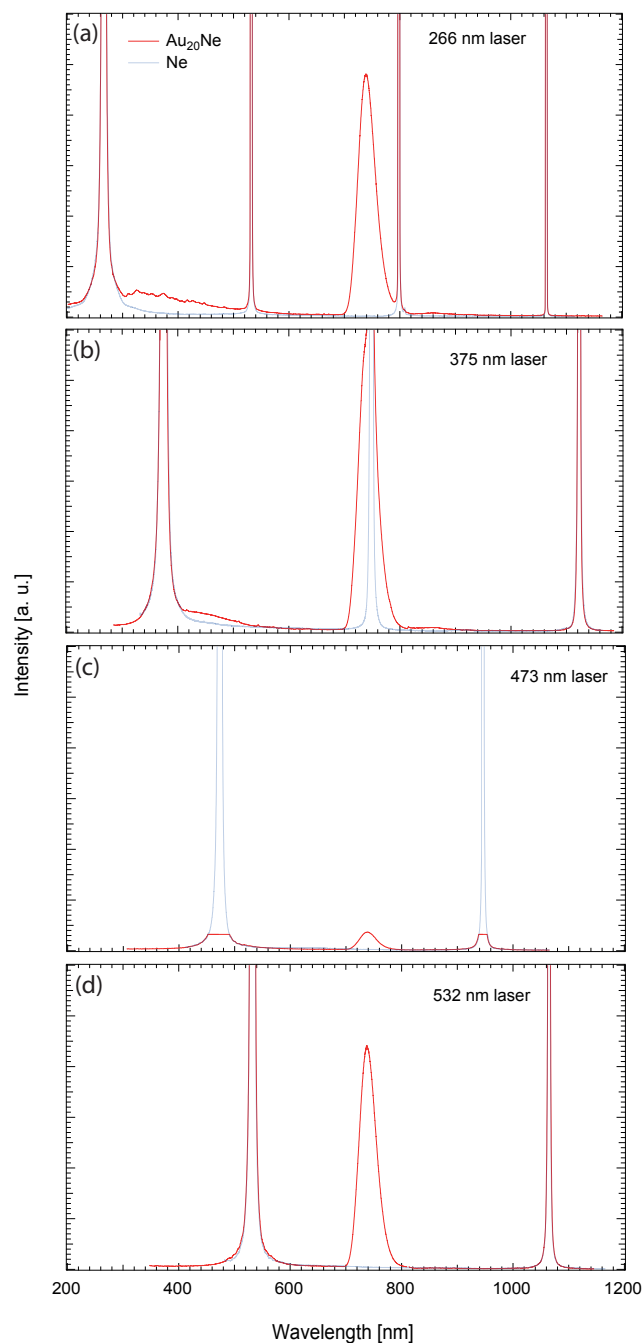 (a)
Au₂₀Ne
Ne
266 nm laser
(b)
375 nm laser
(c)
473 nm laser
(d)
532 nm laser
Intensity [a. u.]
200 400 600 800 1000 1200
Wavelength [nm]